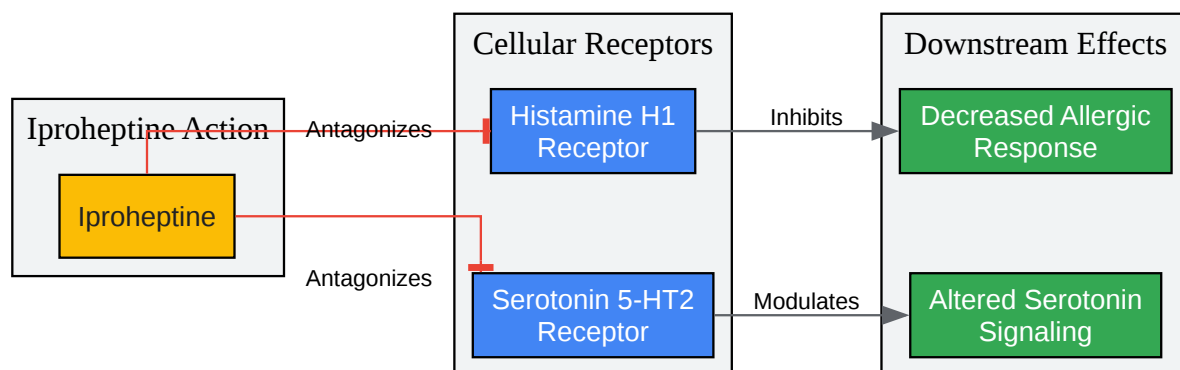 Iproheptine Action
Iproheptine
Antagonizes
Antagonizes
Cellular Receptors
Histamine H1
Receptor
Serotonin 5-HT2
Receptor
Inhibits
Modulates
Downstream Effects
Decreased Allergic
Response
Altered Serotonin
Signaling